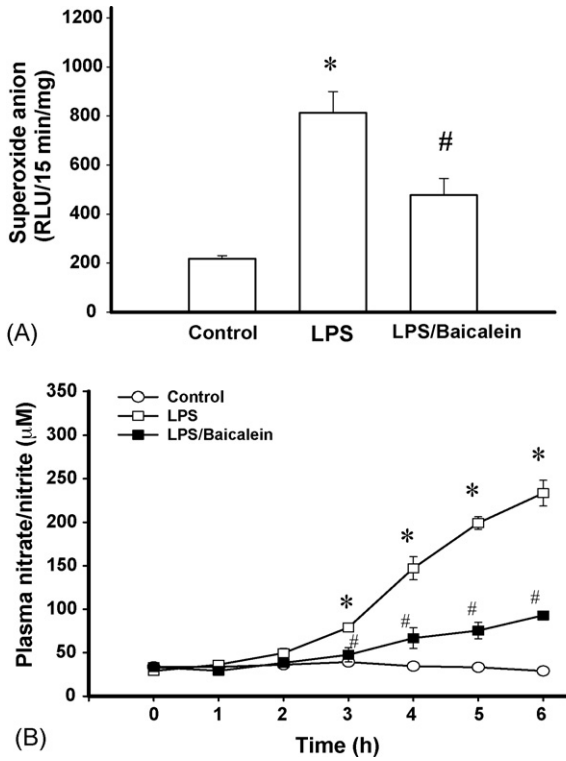 1200
1000
800
600
400
200
0
Superoxide anion
(RLU/15 min/mg)
*
#
Control LPS LPS/Baicalein
(A)
Control
LPS
LPS/Baicalein
350
300
250
200
150
100
50
0
Plasma nitrate/nitrite (μM)
* * * *
# # # #
0 1 2 3 4 5 6
Time (h)
(B)